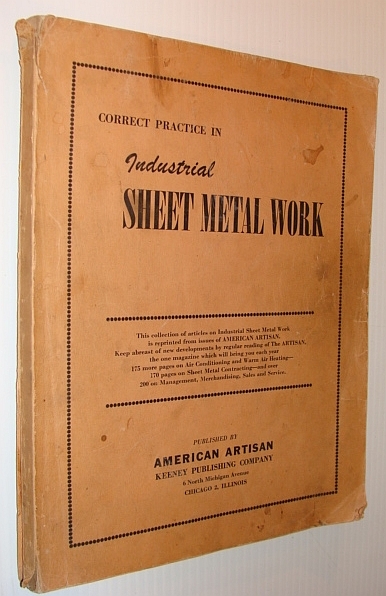 CORRECT PRACTICE IN
Industrial
SHEET METAL WORK
This collection of articles on Industrial Sheet Metal Work
is reprinted from issues of AMERICAN ARTISAN.
Keep abreast of new developments by regular reading of The ARTISAN,
the one magazine which will bring you each year
175 more pages on Air Conditioning and Warm Air Heating—
170 pages on Sheet Metal Contracting—and over
200 on Management, Merchandising, Sales and Service.
PUBLISHED BY
AMERICAN ARTISAN
KEENEY PUBLISHING COMPANY
6 North Michigan Avenue
CHICAGO 2, ILLINOIS